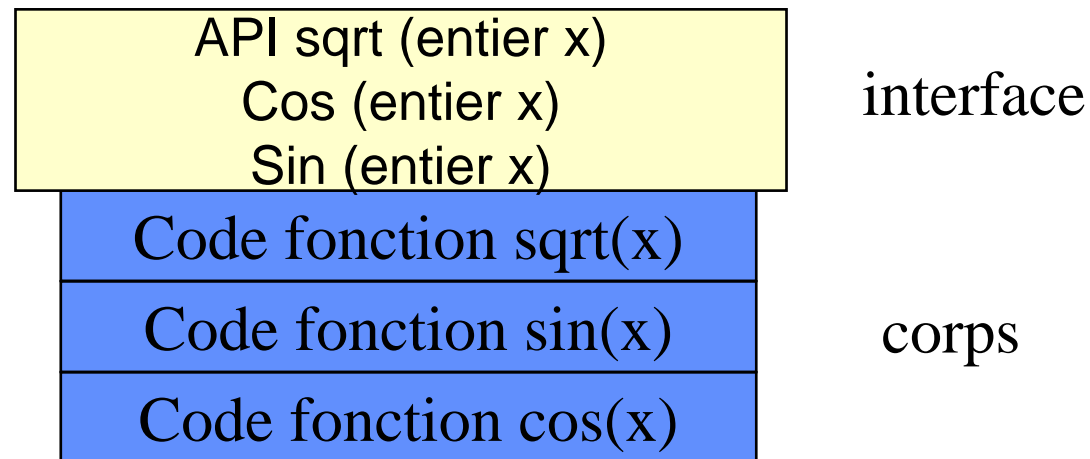 API sqrt (entier x)
Cos (entier x)
Sin (entier x)
interface
Code fonction sqrt(x)
Code fonction sin(x)
corps
Code fonction cos(x)